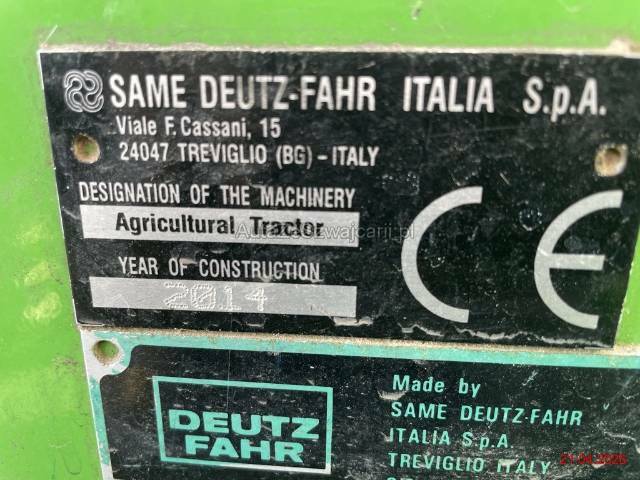 SAME DEUTZ-FAHR ITALIA S.p.A.
Viale F. Cassani, 15
24047 TREVIGLIO (BG) - ITALY
DESIGNATION OF THE MACHINERY
Agricultural Tractor
YEAR OF CONSTRUCTION
2014
CE
DEUTZ
FAHR
Made by
SAME DEUTZ-FAHR
ITALIA S.p.A
TREVIGLIO ITALY